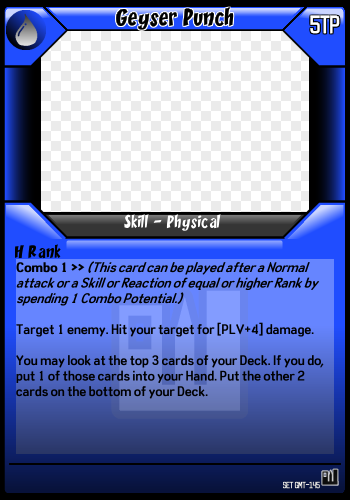 Geyser Punch
5TP
Skill - Physical
H Rank
Combo 1 >> (This card can be played after a Normal
attack or a Skill or Reaction of equal or higher Rank by
spending 1 Combo Potential.)
Target 1 enemy. Hit your target for [PLV+4] damage.
You may look at the top 3 cards of your Deck. If you do,
put 1 of those cards into your Hand. Put the other 2
cards on the bottom of your Deck.
SET GMT-145